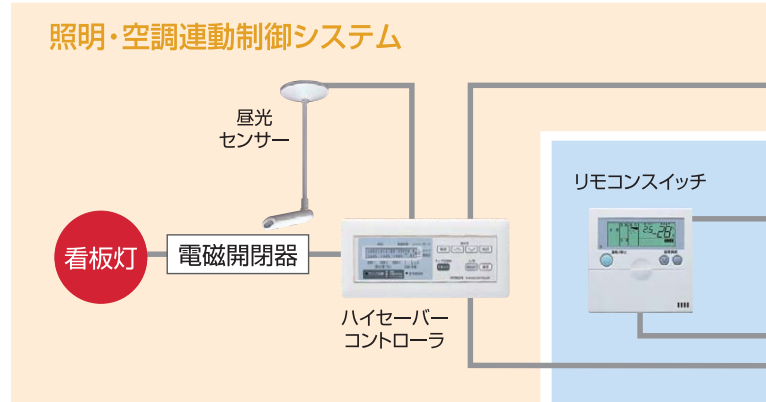 照明・空調連動制御システム
昼光
センサー
リモコンスイッチ
看板灯
電磁開閉器
ハイセーバー
コントローラ